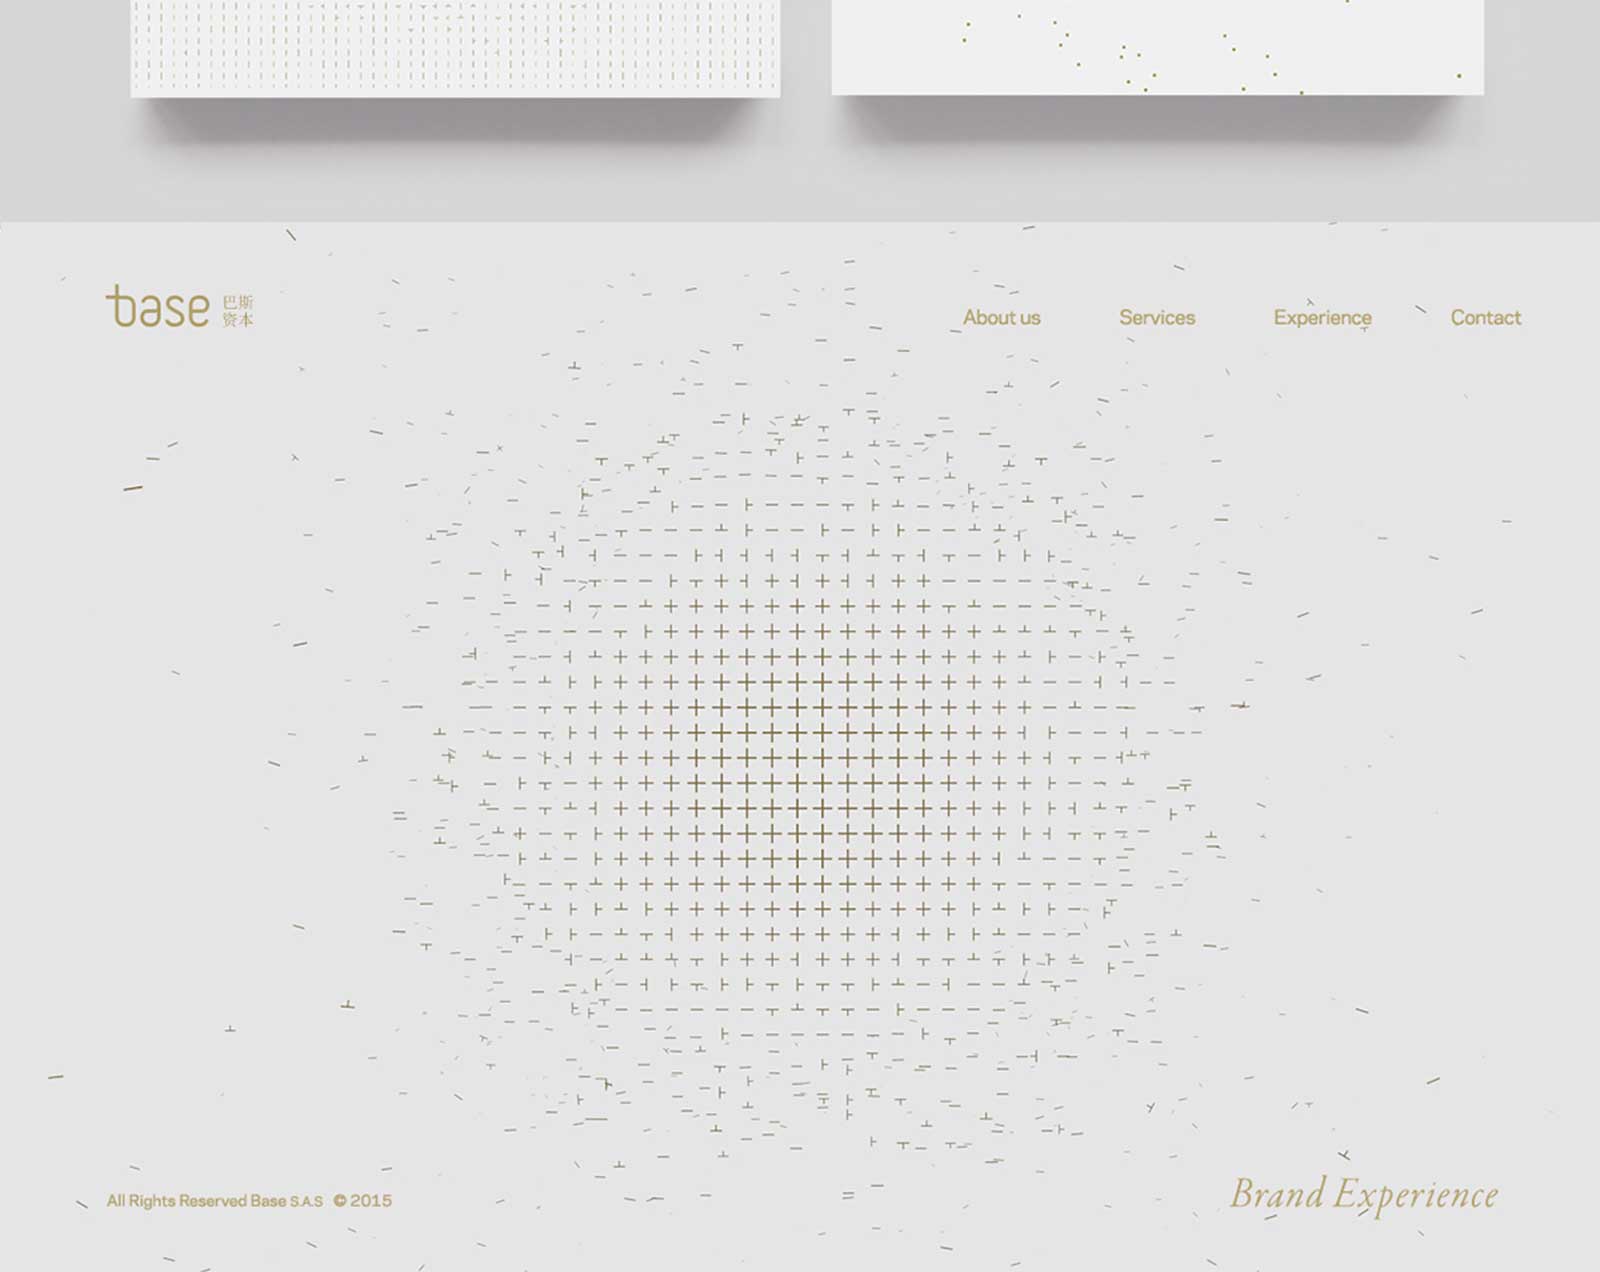 base 巴斯
资本
About us Services Experience Contact
All Rights Reserved Base S.A.S © 2015
Brand Experience